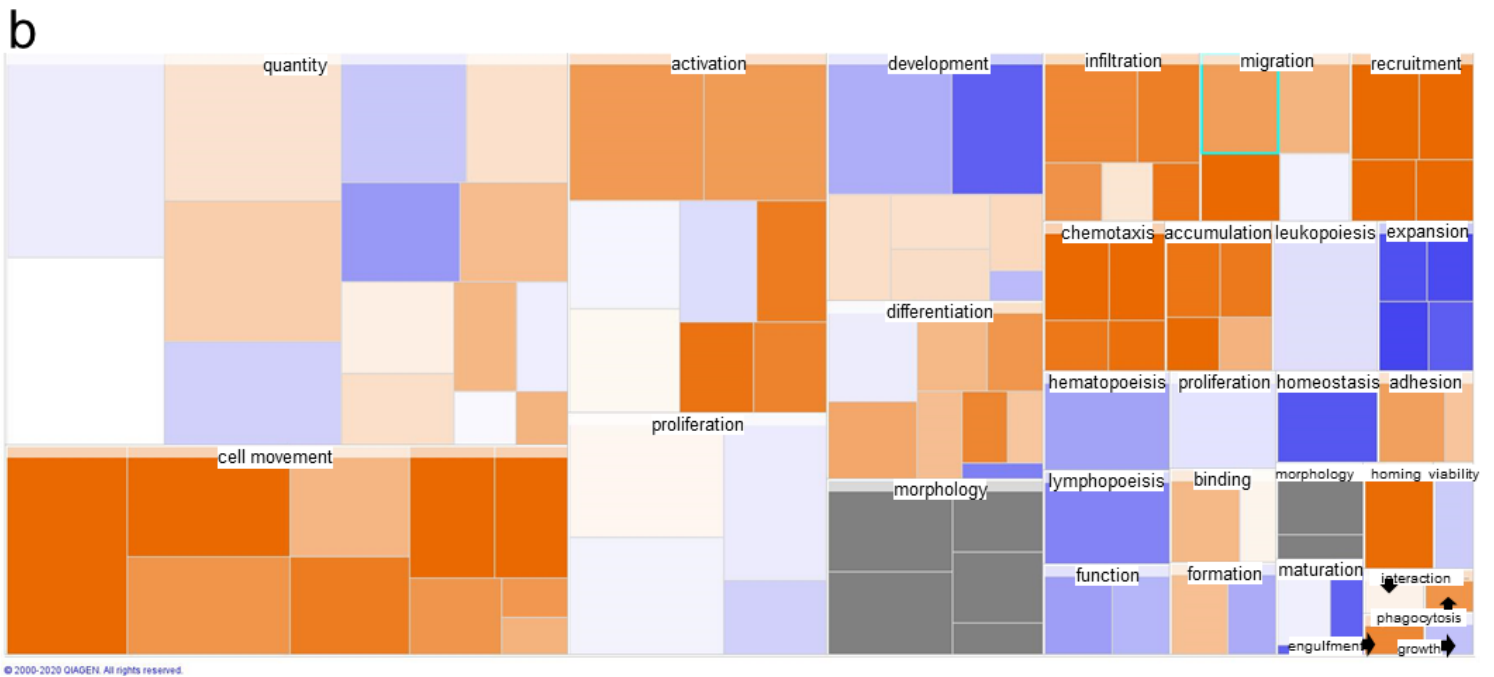 b
quantity
activation
development
infiltration
migration
recruitment
chemotaxis
accumulation
leukopoiesis
expansion
differentiation
hematopoeisis
proliferation
homeostasis
adhesion
proliferation
cell movement
morphology
lymphopoeisis
binding
morphology
homing
viability
function
formation
maturation
interaction
phagocytosis
engulfment
growth
© 2000-2020 QIAGEN. All rights reserved.